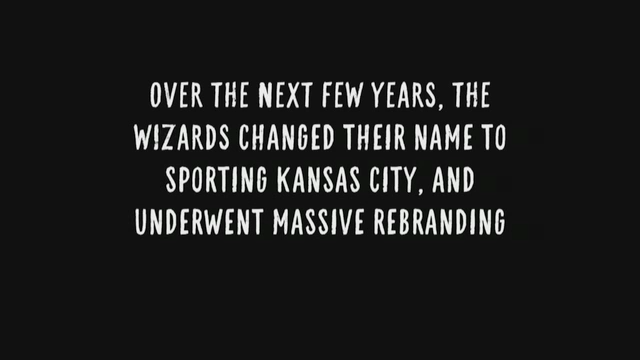 OVER THE NEXT FEW YEARS, THE
WIZARDS CHANGED THEIR NAME TO
SPORTING KANSAS CITY, AND
UNDERWENT MASSIVE REBRANDING